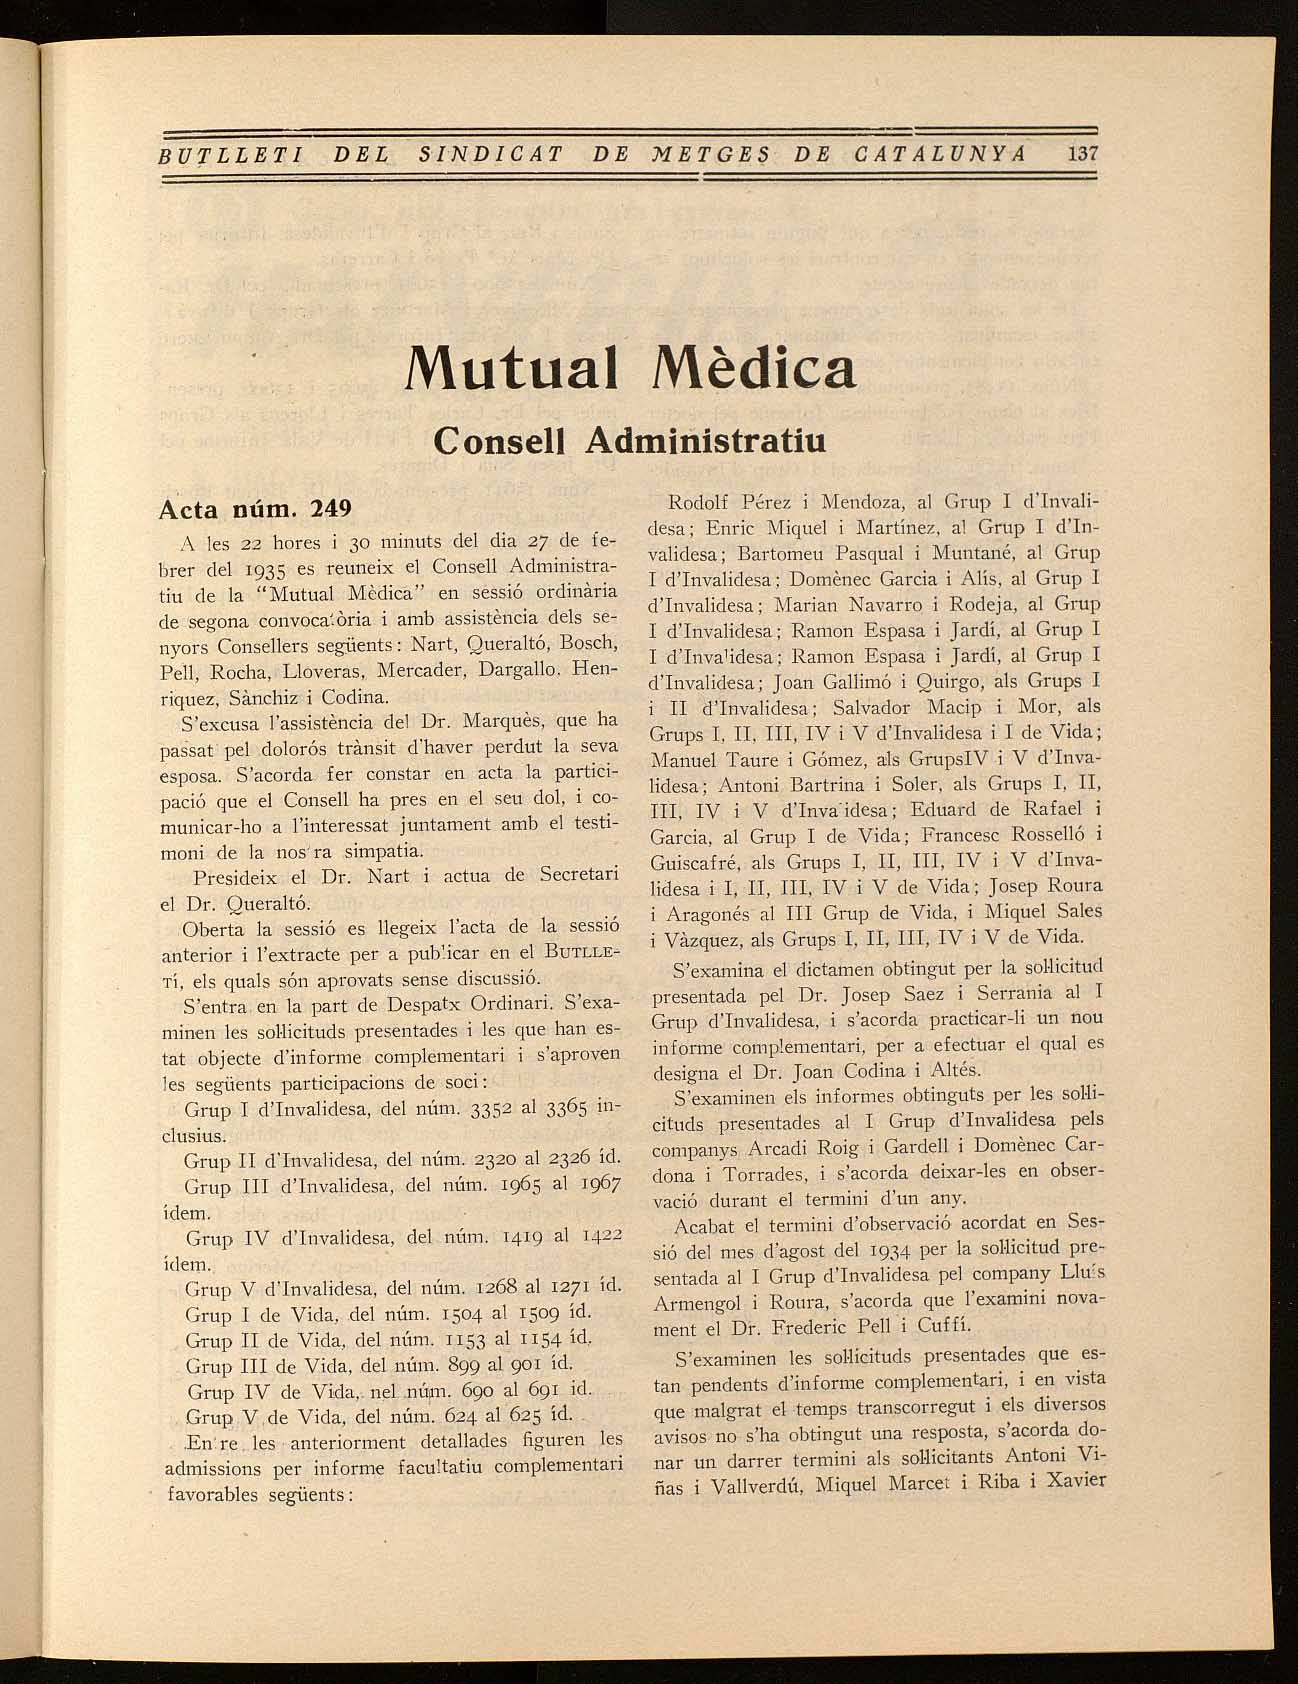 BUTLLETI DEL SINDICAT DE METGES DE CATALUNYA 137
Mutual Mèdica
Consell Administratiu
Acta núm. 249
A les 22 hores i 30 minuts del dia 27 de fe-
brer del 1935 es reuneix el Consell Administra-
tiu de la “Mutual Mèdica” en sessió ordinària
de segona convocatòria i amb assistència dels se-
nyors Consellers següents: Nart, Queraltó, Bosch,
Pell, Rocha, Lloveras, Mercader, Dargallo, Hen-
riquez, Sànchiz i Codina.
S'excusa l'assistència del Dr. Marquès, que ha
passat pel dolorós trànsit d'haver perdut la seva
esposa. S'acorda fer constar en acta la partici-
pació que el Consell ha pres en el seu dol, i co-
municar-ho a l'interessat juntament amb el testi-
moni de la nos'ra simpatia.
Presideix el Dr. Nart i actua de Secretari
el Dr. Queraltó.
Oberta la sessió es llegeix l'acta de la sessió
anterior i l'extracte per a publicar en el BUTLLE-
TÍ, els quals són aprovats sense discussió.
S'entra en la part de Despatx Ordinari. S'exa-
minen les soŀlicituds presentades i les que han es-
tat objecte d'informe complementari i s'aproven
les següents participacions de soci:
Grup I d'Invalidesa, del núm. 3352 al 3365 in-
clusius.
Grup II d'Invalidesa, del núm. 2320 al 2326 íd.
Grup III d'Invalidesa, del núm. 1965 al 1967
ídem.
Grup IV d'Invalidesa, del núm. 1419 al 1422
ídem.
Grup V d'Invalidesa, del núm. 1268 al 1271 íd.
Grup I de Vida, del núm. 1504 al 1509 íd.
Grup II de Vida, del núm. 1153 al 1154 íd.
Grup III de Vida, del núm. 899 al 901 íd.
Grup IV de Vida, nel núm. 690 al 691 id.
Grup V de Vida, del núm. 624 al 625 íd.
En're les anteriorment detallades figuren les
admissions per informe facultatiu complementari
favorables següents:
Rodolf Pérez i Mendoza, al Grup I d'Invali-
desa; Enric Miquel i Martínez, al Grup I d'In-
validesa; Bartomeu Pasqual i Muntané, al Grup
I d'Invalidesa; Domènec Garcia i Alís, al Grup I
d'Invalidesa; Marian Navarro i Rodeja, al Grup
I d'Invalidesa; Ramon Espasa i Jardí, al Grup I
I d'Invalidesa; Ramon Espasa i Jardí, al Grup I
d'Invalidesa; Joan Gallimó i Quirgo, als Grups I
i II d'Invalidesa; Salvador Macip i Mor, als
Grups I, II, III, IV i V d'Invalidesa i I de Vida;
Manuel Taure i Gómez, als GrupsIV i V d'Inva-
lidesa; Antoni Bartrina i Soler, als Grups I, II,
III, IV i V d'Invalidesa; Eduard de Rafael i
Garcia, al Grup I de Vida; Francesc Rosselló i
Guiscafré, als Grups I, II, III, IV i V d'Inva-
lidesa i I, II, III, IV i V de Vida; Josep Roura
i Aragonés al III Grup de Vida, i Miquel Sales
i Vàzquez, als Grups I, II, III, IV i V de Vida.
S'examina el dictamen obtingut per la soŀlicitud
presentada pel Dr. Josep Saez i Serrania al I
Grup d'Invalidesa, i s'acorda practicar-li un nou
informe complementari, per a efectuar el qual es
designa el Dr. Joan Codina i Altés.
S'examinen els informes obtinguts per les soŀli-
cituds presentades al I Grup d'Invalidesa pels
companys Arcadi Roig i Gardell i Domènec Car-
dona i Torrades, i s'acorda deixar-les en obser-
vació durant el termini d'un any.
Acabat el termini d'observació acordat en Ses-
sió del mes d'agost del 1934 per la soŀlicitud pre-
sentada al I Grup d'Invalidesa pel company Lluís
Armengol i Roura, s'acorda que l'examini nova-
ment el Dr. Frederic Pell i Cuffí.
S'examinen les soŀlicituds presentades que es-
tan pendents d'informe complementari, i en vista
que malgrat el temps transcorregut i els diversos
avisos no s'ha obtingut una resposta, s'acorda do-
nar un darrer termini als soŀlicitants Antoni Vi-
ñas i Vallverdú, Miquel Marcet i Riba i Xavier